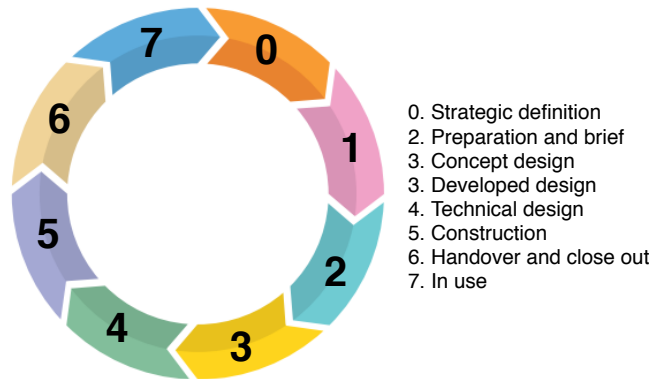 7
0
6
1
5
2
4
3
0. Strategic definition
2. Preparation and brief
3. Concept design
3. Developed design
4. Technical design
5. Construction
6. Handover and close out
7. In use